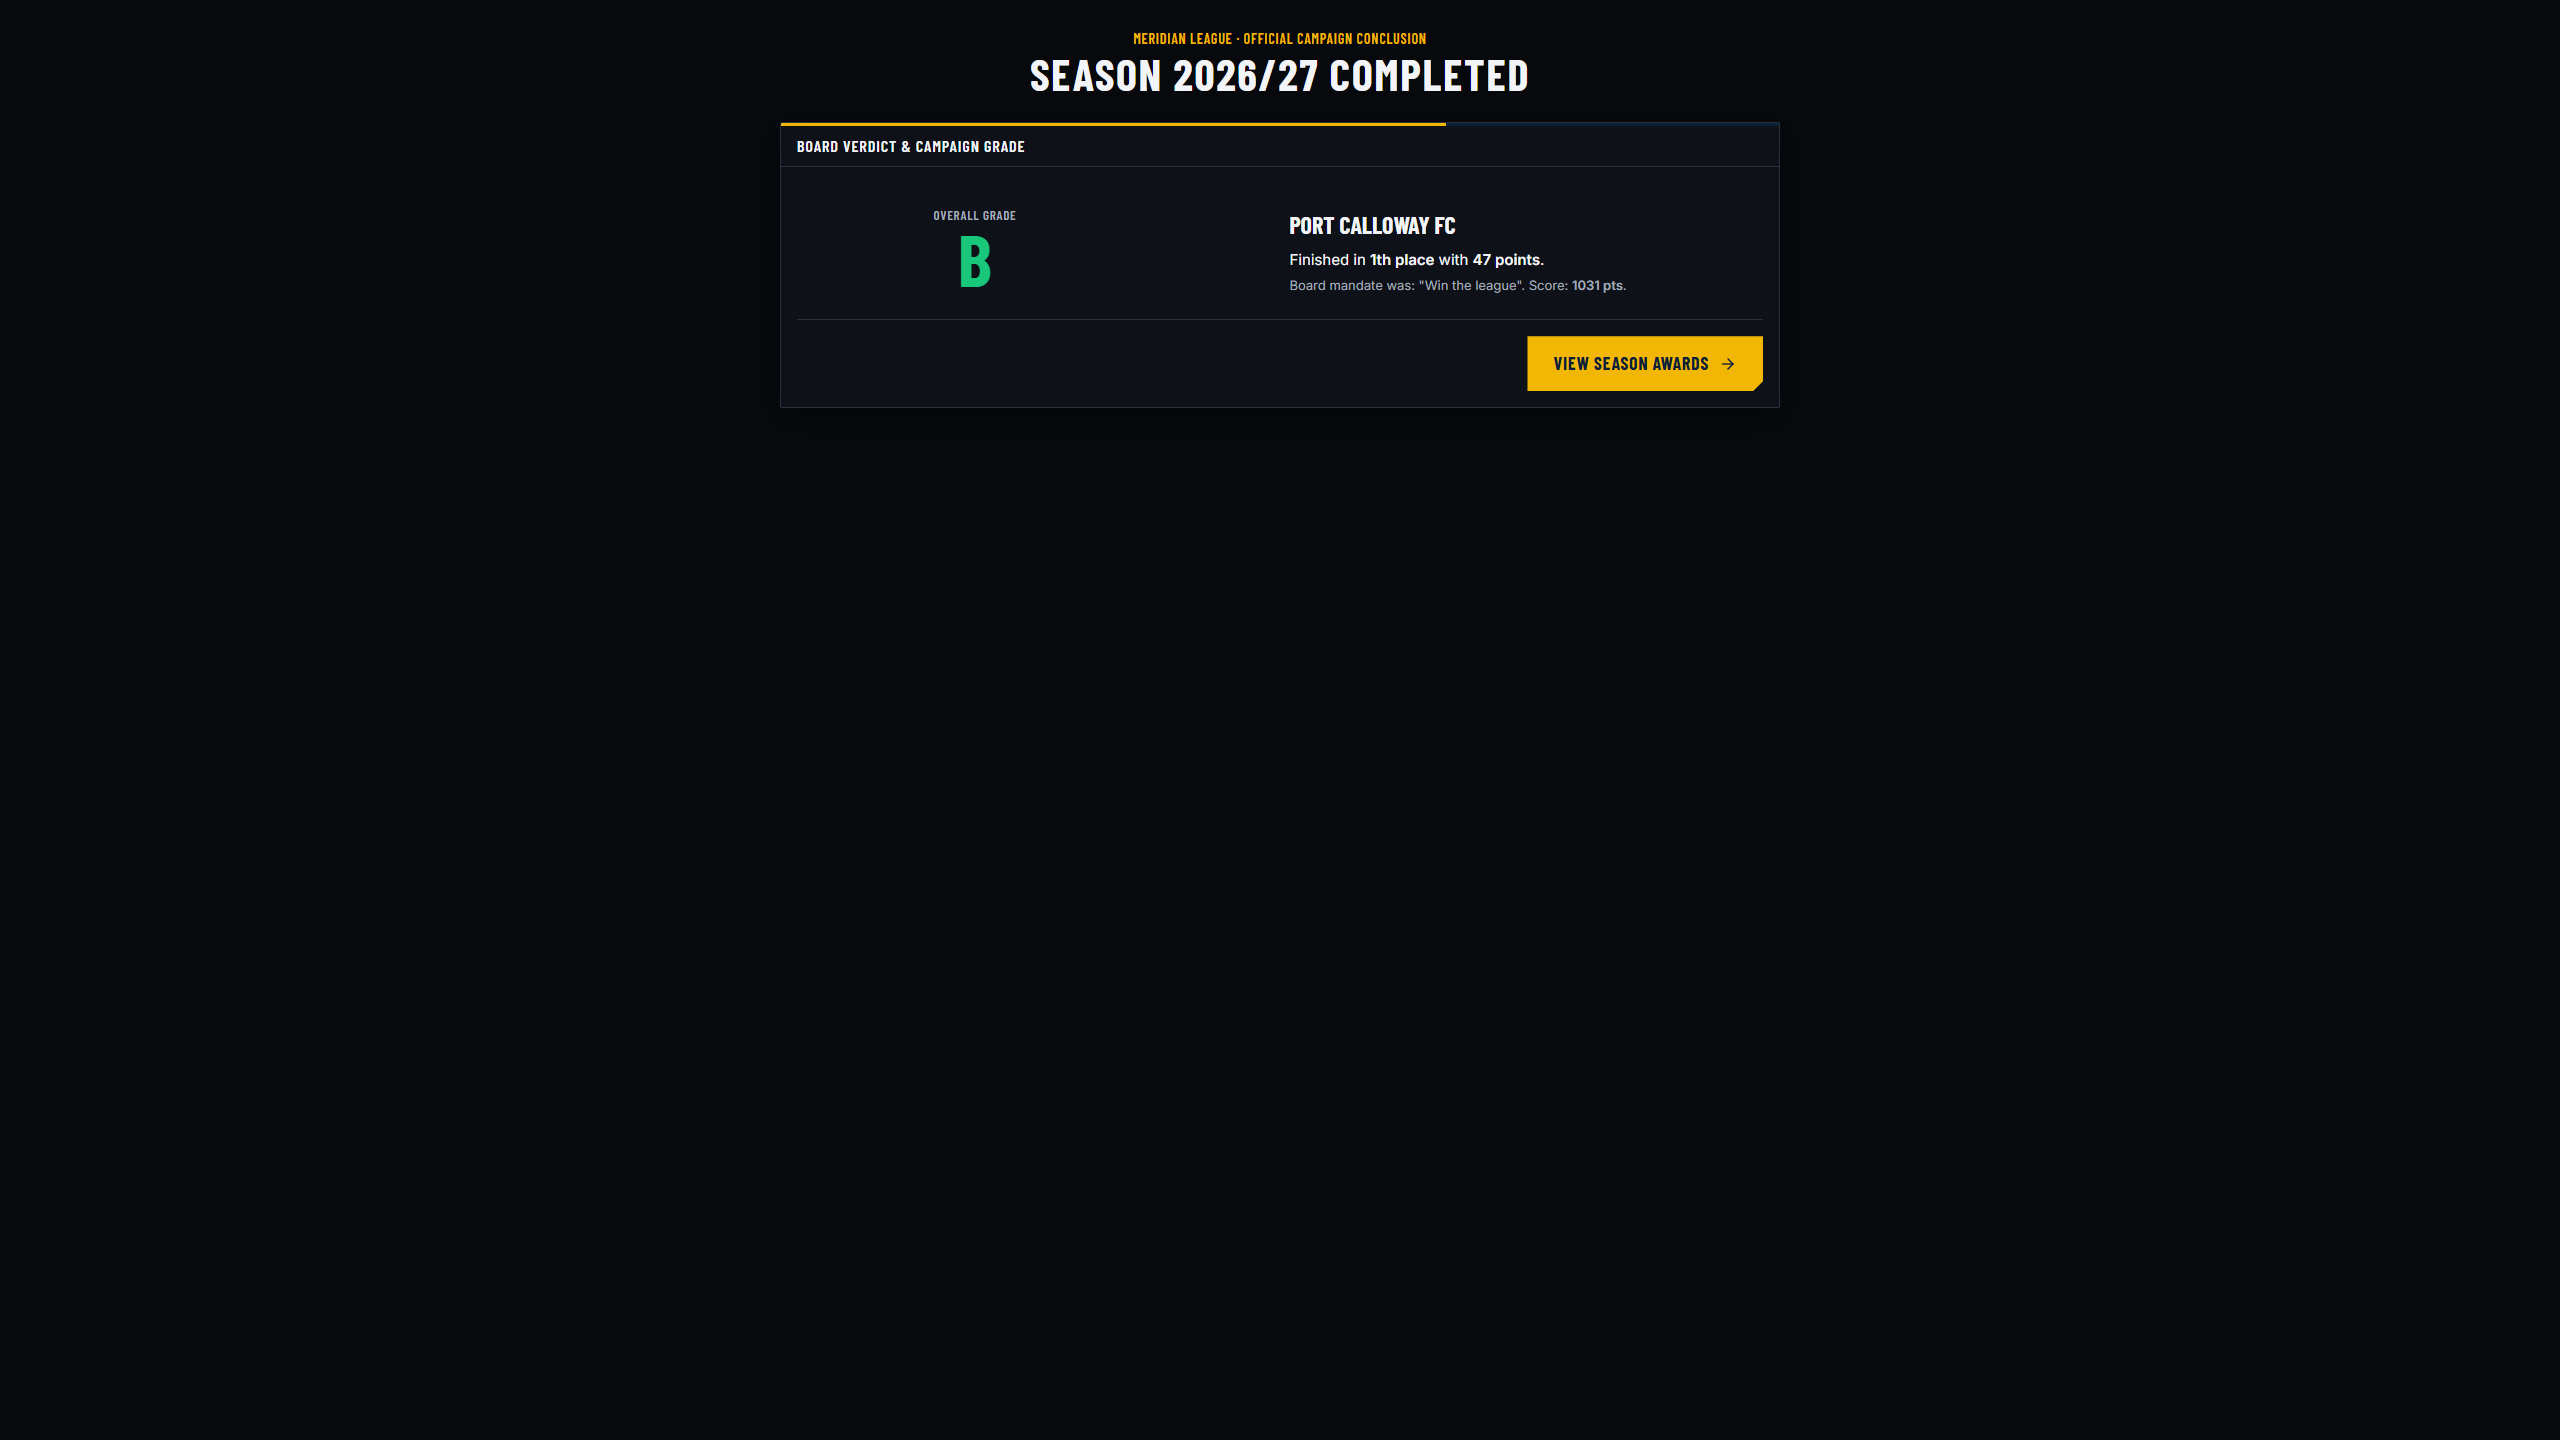 MERIDIAN LEAGUE · OFFICIAL CAMPAIGN CONCLUSION
SEASON 2026/27 COMPLETED
BOARD VERDICT & CAMPAIGN GRADE
OVERALL GRADE
B
PORT CALLOWAY FC
Finished in 1th place with 47 points.
Board mandate was: "Win the league". Score: 1031 pts.
VIEW SEASON AWARDS →